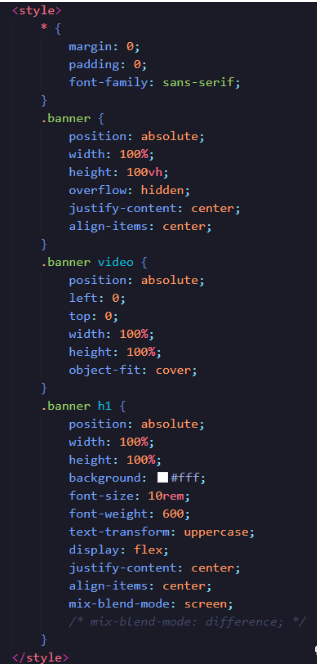 <style>
* {
margin: 0;
padding: 0;
font-family: sans-serif;
}
.banner {
position: absolute;
width: 100%;
height: 100vh;
overflow: hidden;
justify-content: center;
align-items: center;
}
.banner video {
position: absolute;
left: 0;
top: 0;
width: 100%;
height: 100%;
object-fit: cover;
}
.banner h1 {
position: absolute;
width: 100%;
height: 100%;
background: #fff;
font-size: 10rem;
font-weight: 600;
text-transform: uppercase;
display: flex;
justify-content: center;
align-items: center;
mix-blend-mode: screen;
/* mix-blend-mode: difference; */
}
</style>